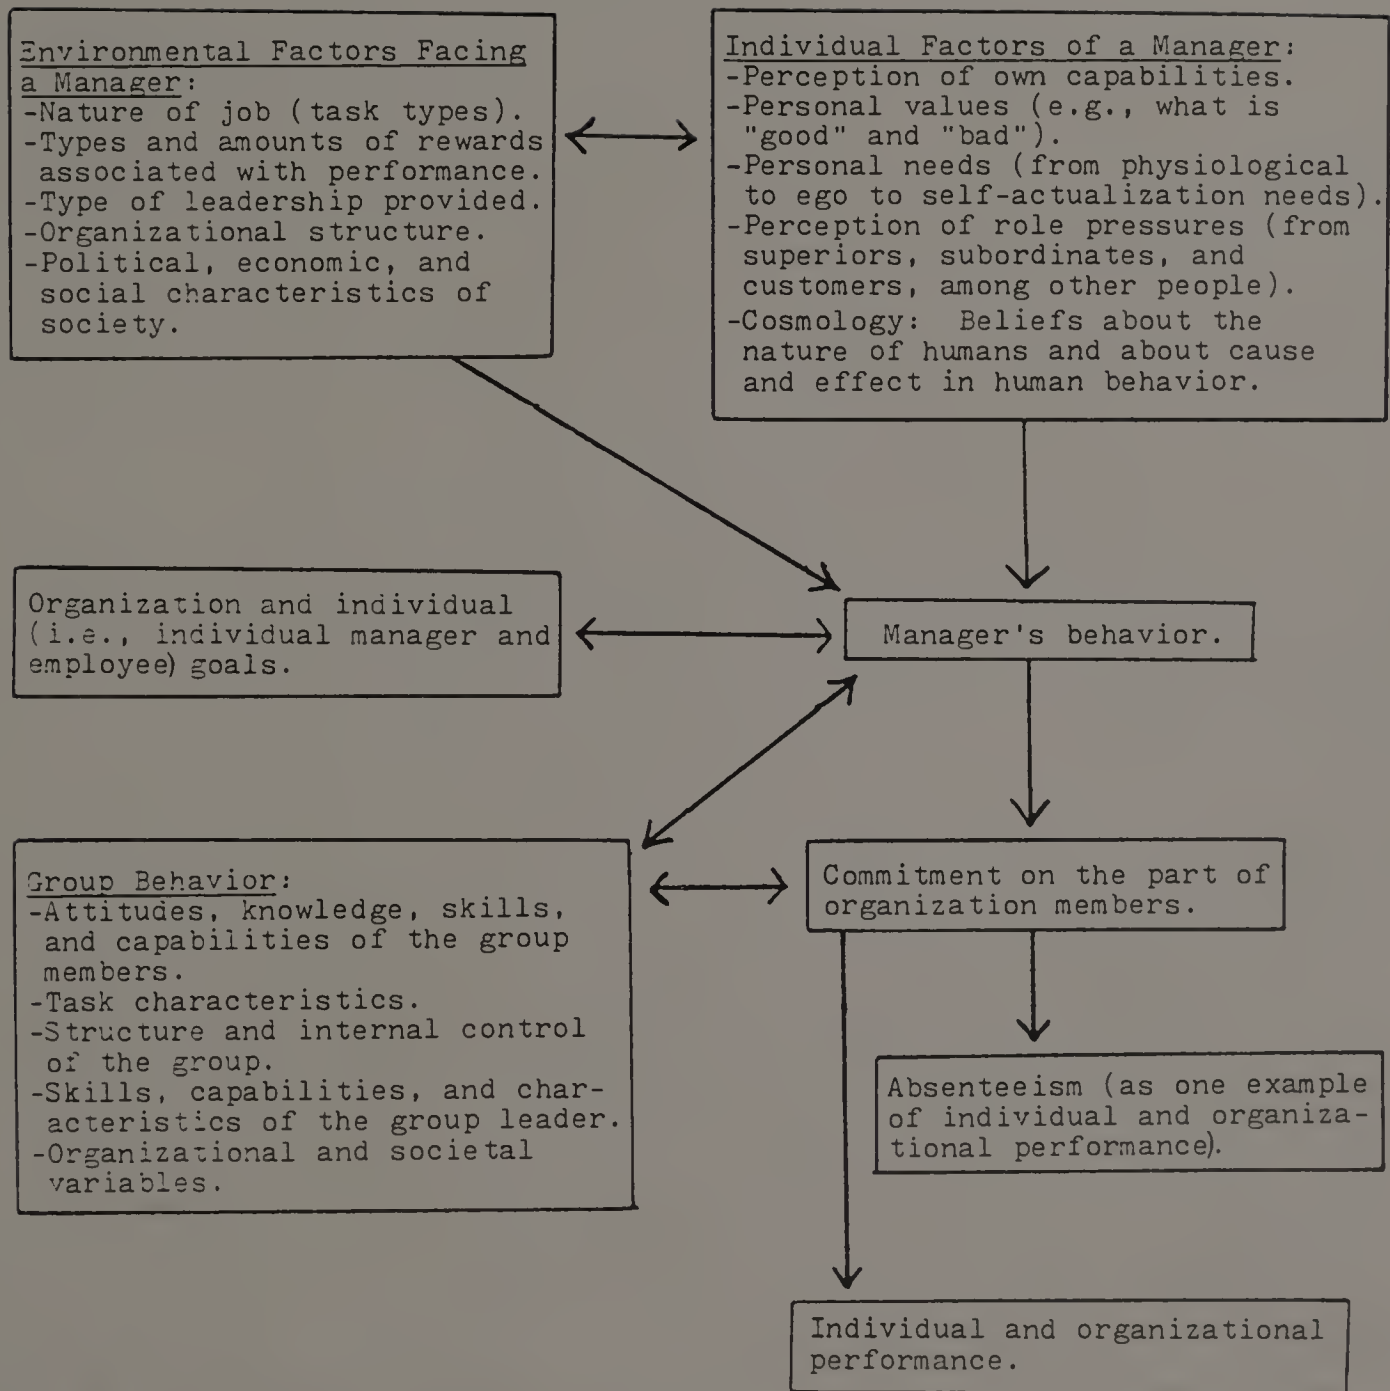 Environmental Factors Facing
a Manager:
-Nature of job (task types).
-Types and amounts of rewards
associated with performance.
-Type of leadership provided.
-Organizational structure.
-Political, economic, and
social characteristics of
society.
Individual Factors of a Manager:
-Perception of own capabilities.
-Personal values (e.g., what is
"good" and "bad").
-Personal needs (from physiological
to ego to self-actualization needs).
-Perception of role pressures (from
superiors, subordinates, and
customers, among other people).
-Cosmology: Beliefs about the
nature of humans and about cause
and effect in human behavior.
Organization and individual
(i.e., individual manager and
employee) goals.
Manager's behavior.
Group Behavior:
-Attitudes, knowledge, skills,
and capabilities of the group
members.
-Task characteristics.
-Structure and internal control
of the group.
-Skills, capabilities, and char-
acteristics of the group leader.
-Organizational and societal
variables.
Commitment on the part of
organization members.
Absenteeism (as one example
of individual and organiza-
tional performance).
Individual and organizational
performance.